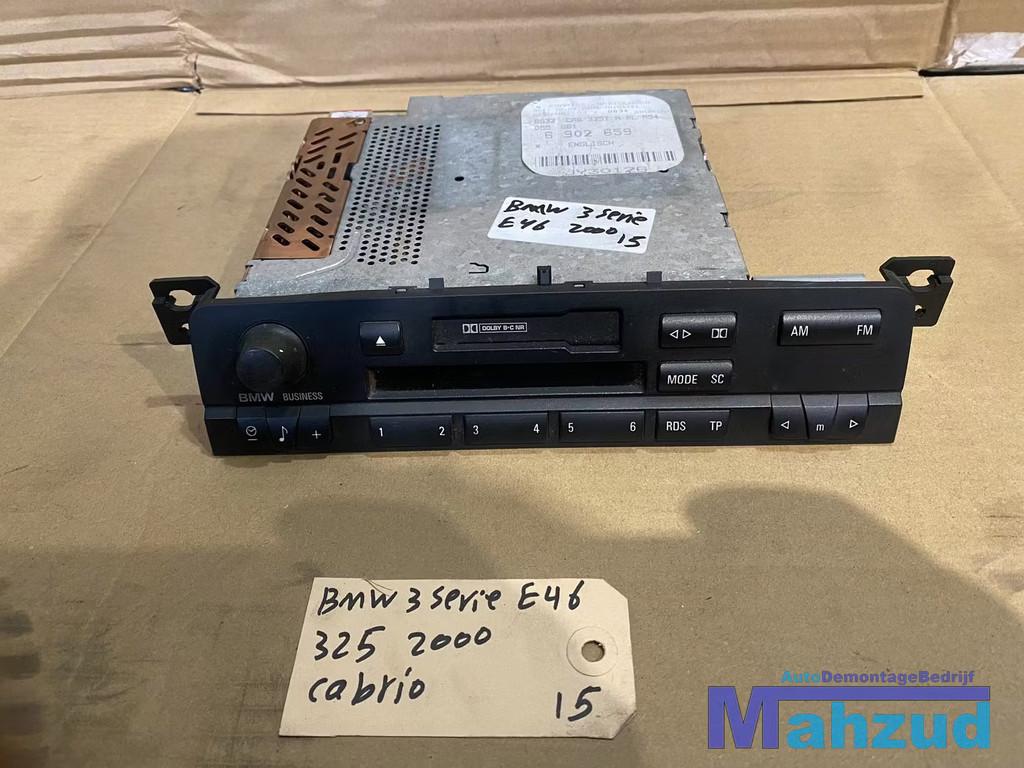 6 902 659
ENGLISCH
BMW 3 serie
E46 2000 15
DOLBY B-C NR
AM FM
MODE SC
BMW BUSINESS
+ 1 2 3 4 5 6 RDS TP m
BMW 3 serie E46
325 2000
cabrio
15
AutoDemontageBedrijf
Mahzud